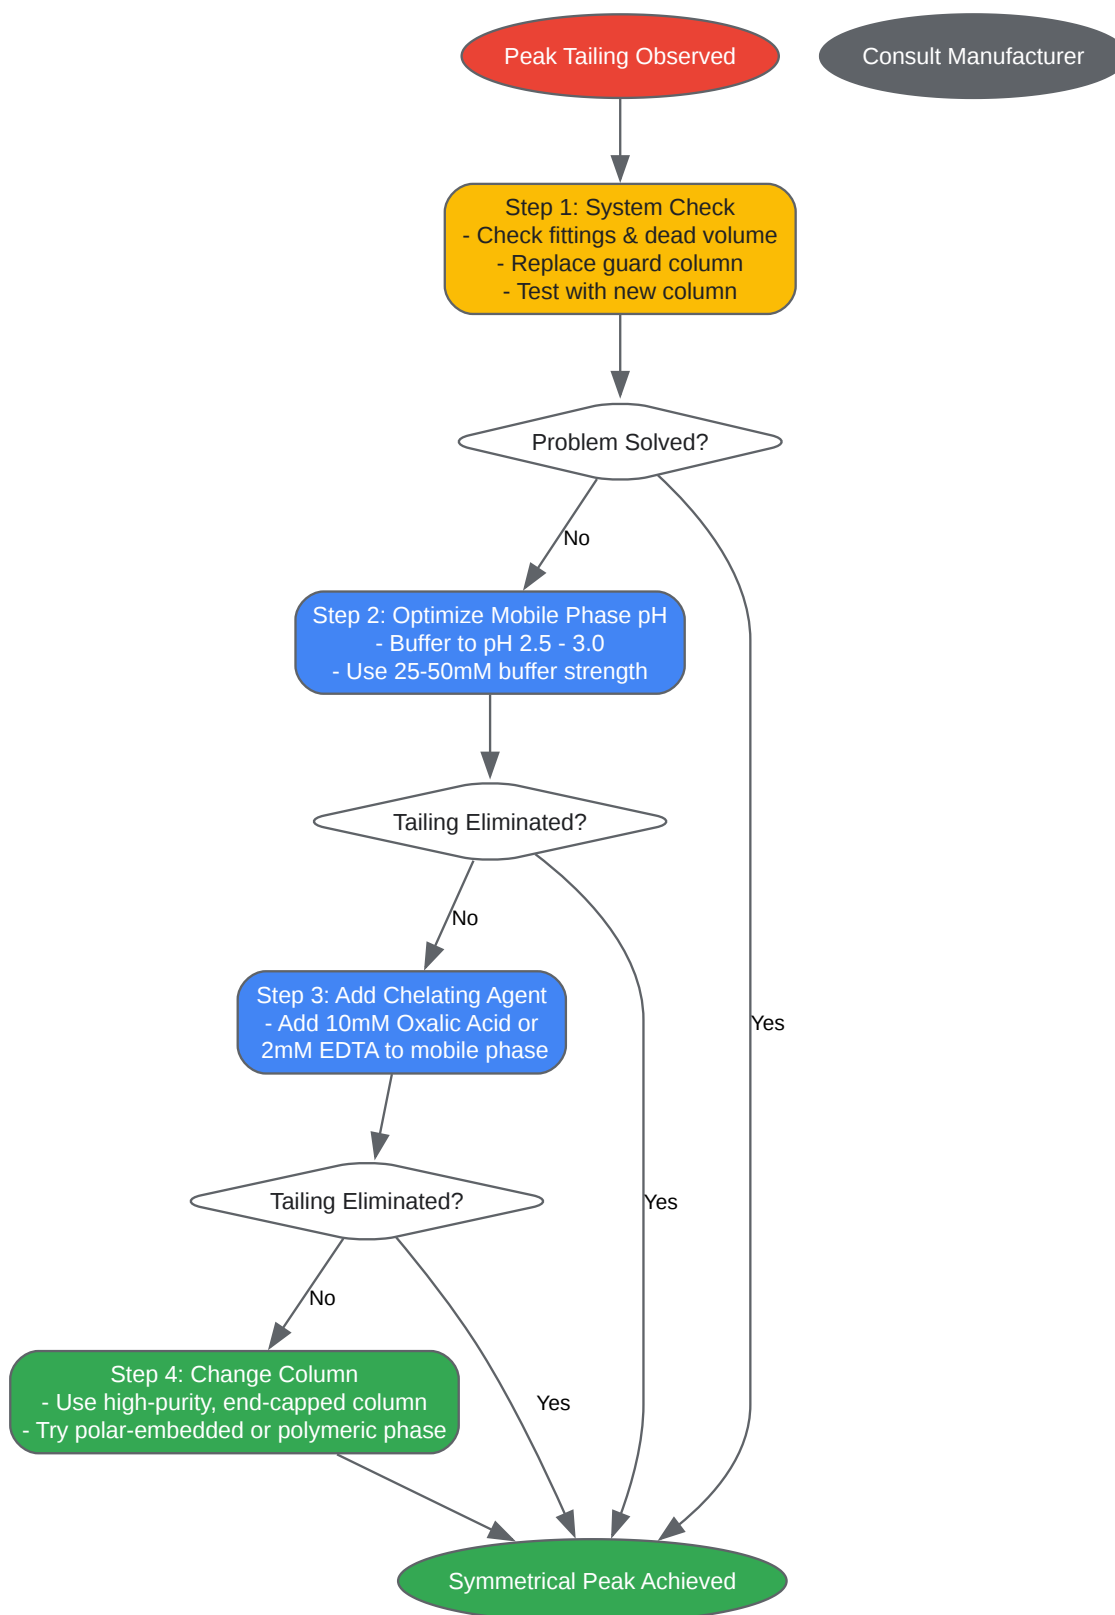 Peak Tailing Observed
Consult Manufacturer
Step 1: System Check
- Check fittings & dead volume
- Replace guard column
- Test with new column
Problem Solved?
No
Step 2: Optimize Mobile Phase pH
- Buffer to pH 2.5 - 3.0
- Use 25-50mM buffer strength
Tailing Eliminated?
No
Step 3: Add Chelating Agent
- Add 10mM Oxalic Acid or
2mM EDTA to mobile phase
Yes
Tailing Eliminated?
Yes
No
Step 4: Change Column
- Use high-purity, end-capped column
- Try polar-embedded or polymeric phase
Yes
Symmetrical Peak Achieved